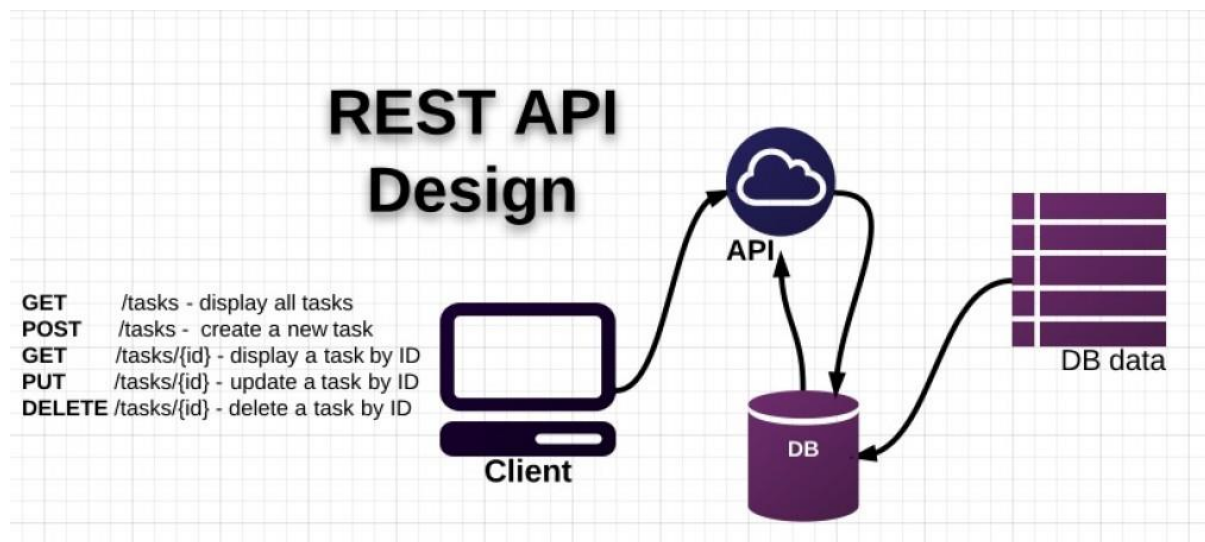 REST API
Design
API
GET /tasks - display all tasks
POST /tasks - create a new task
GET /tasks/{id} - display a task by ID
PUT /tasks/{id} - update a task by ID
DELETE /tasks/{id} - delete a task by ID
Client
DB
DB data